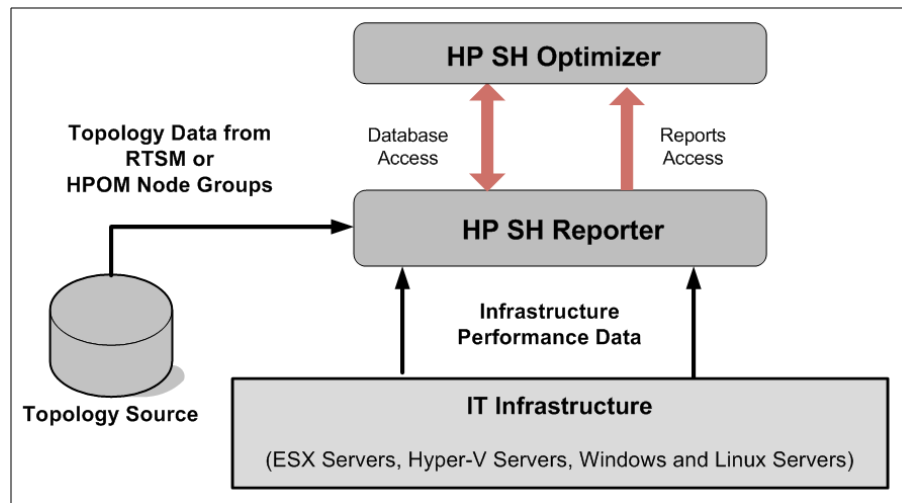 HP SH Optimizer
Database
Access
Reports
Access
Topology Data from
RTSM or
HPOM Node Groups
HP SH Reporter
Infrastructure
Performance Data
Topology Source
IT Infrastructure
(ESX Servers, Hyper-V Servers, Windows and Linux Servers)